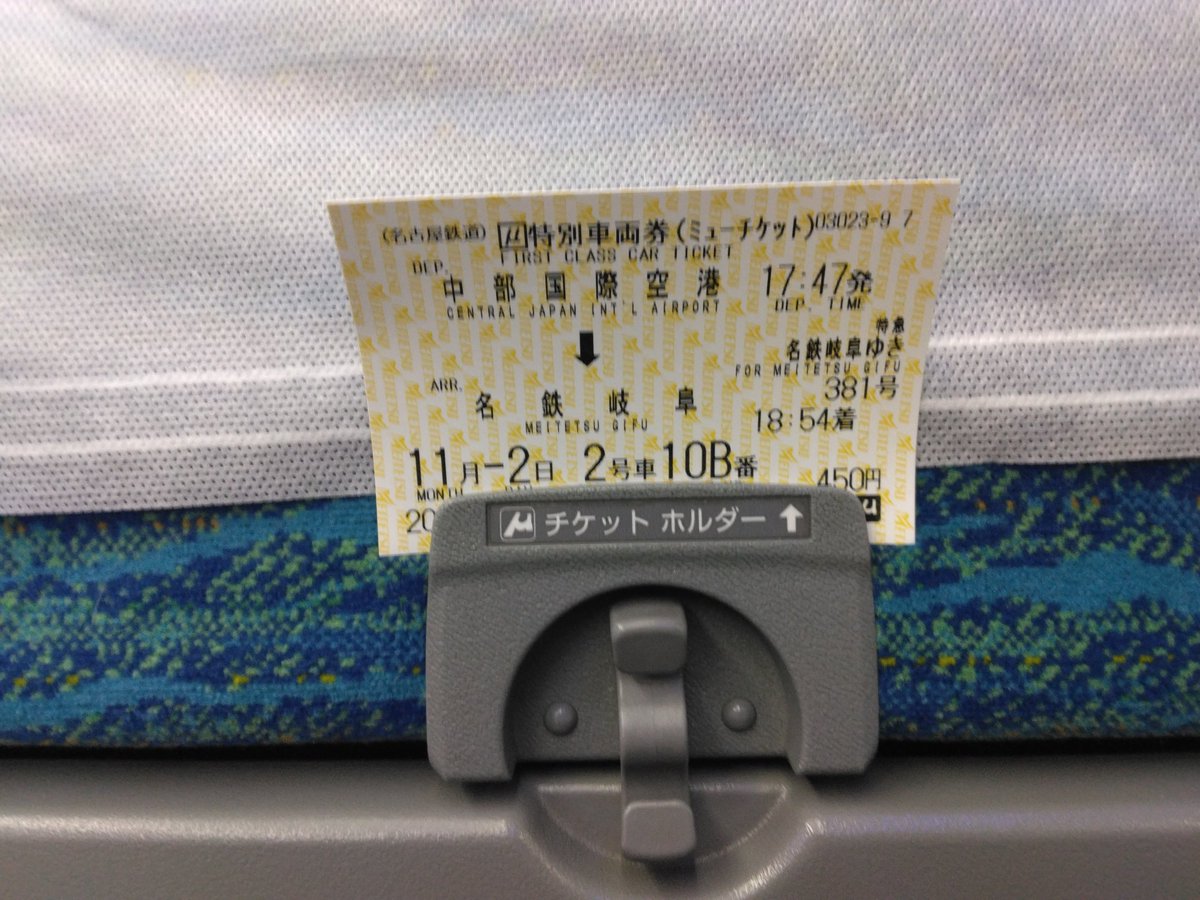 (名古屋鉄道) μ特別車両券(ミューチケット)03023-9 7
FIRST CLASS CAR TICKET
DEP.
中部国際空港 17:47発
CENTRAL JAPAN INT'L AIRPORT DEP. TIME
⬇
特急
名鉄岐阜ゆき
FOR MEITETSU GIFU
ARR. 381号
名鉄岐阜 18:54着
MEITETSU GIFU
11月-2日 2号車 10B番 450円
MONTH
20
μ
μ チケット ホルダー ↑